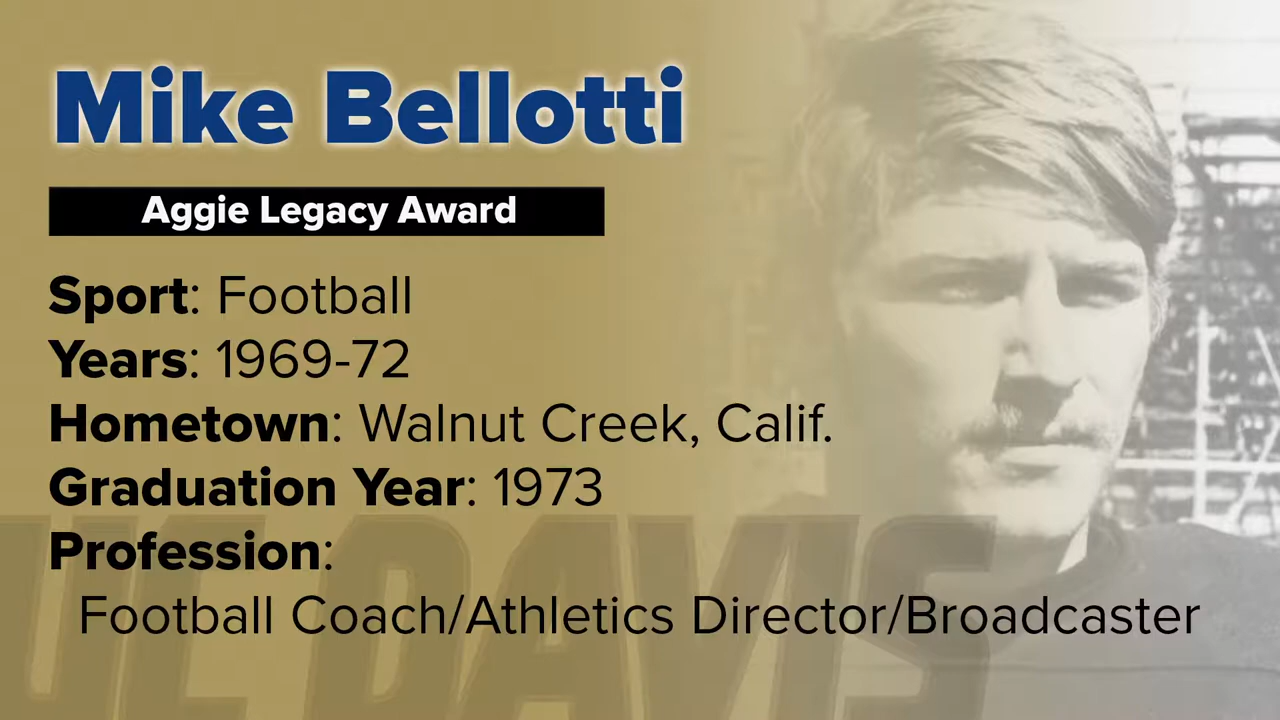 Mike Bellotti
Aggie Legacy Award
Sport: Football
Years: 1969-72
Hometown: Walnut Creek, Calif.
Graduation Year: 1973
Profession:
Football Coach/Athletics Director/Broadcaster
DAVIS